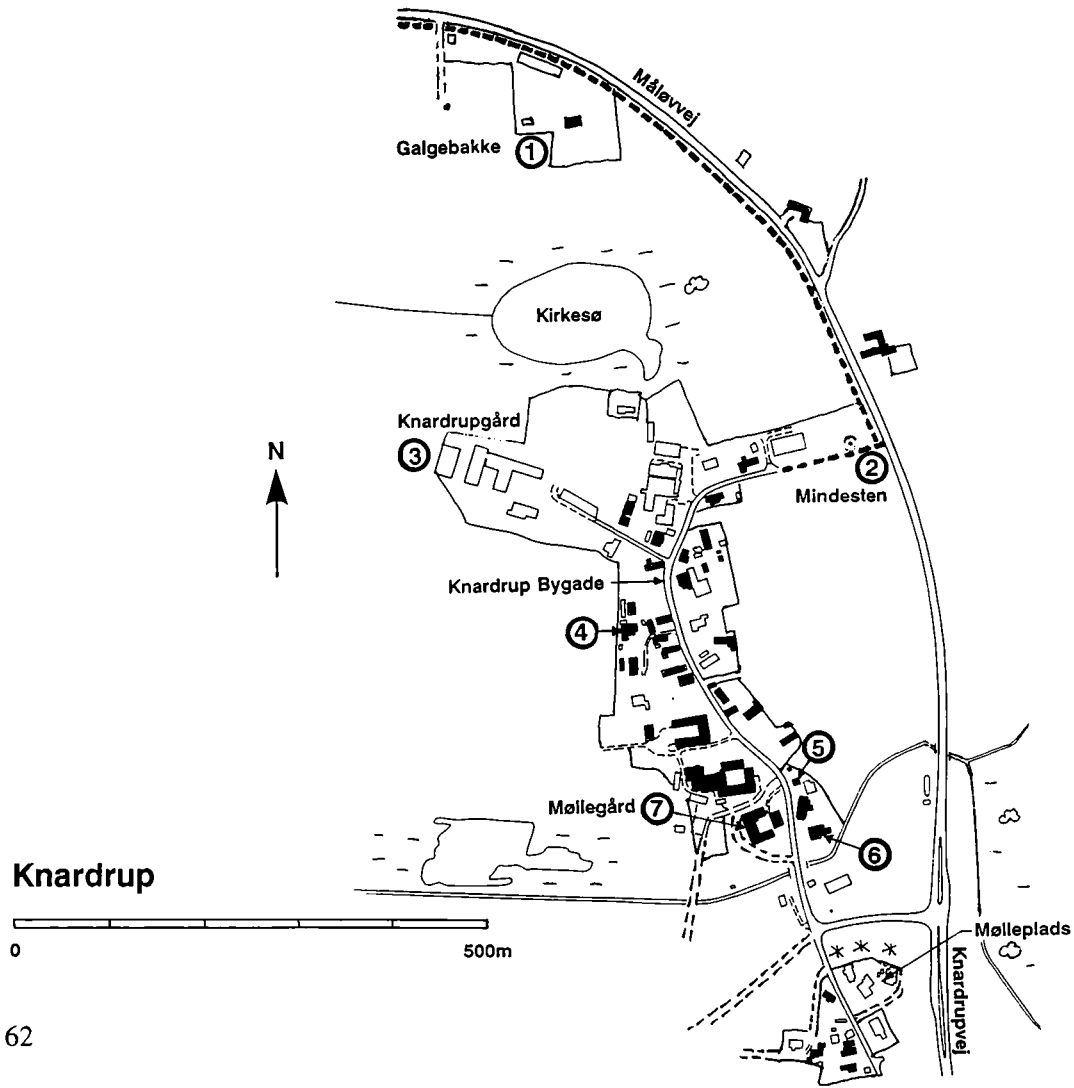 Måløvvej
Galgebakke
1
Kirkesø
Knardrupgård
3
N
2
Mindesten
Knardrup Bygade
4
5
Møllegård
7
6
Knardrup
0
500m
Mølleplads
Knardrupvej
62